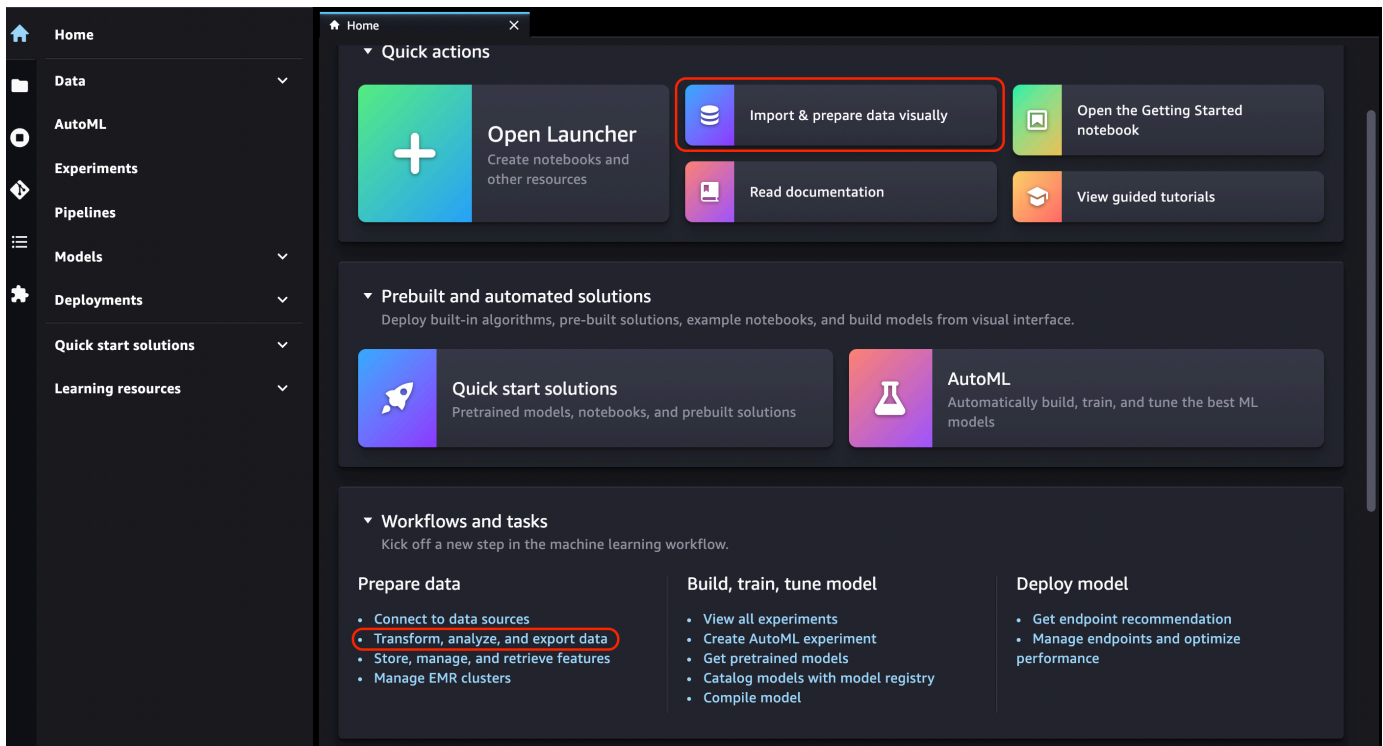 Home
Data
AutoML
Experiments
Pipelines
Models
Deployments
Quick start solutions
Learning resources
Home
Quick actions
Open Launcher
Create notebooks and
other resources
Import & prepare data visually
Read documentation
Open the Getting Started
notebook
View guided tutorials
Prebuilt and automated solutions
Deploy built-in algorithms, pre-built solutions, example notebooks, and build models from visual interface.
Quick start solutions
Pretrained models, notebooks, and prebuilt solutions
AutoML
Automatically build, train, and tune the best ML
models
Workflows and tasks
Kick off a new step in the machine learning workflow.
Prepare data
• Connect to data sources
• Transform, analyze, and export data
• Store, manage, and retrieve features
• Manage EMR clusters
Build, train, tune model
• View all experiments
• Create AutoML experiment
• Get pretrained models
• Catalog models with model registry
• Compile model
Deploy model
• Get endpoint recommendation
• Manage endpoints and optimize
performance